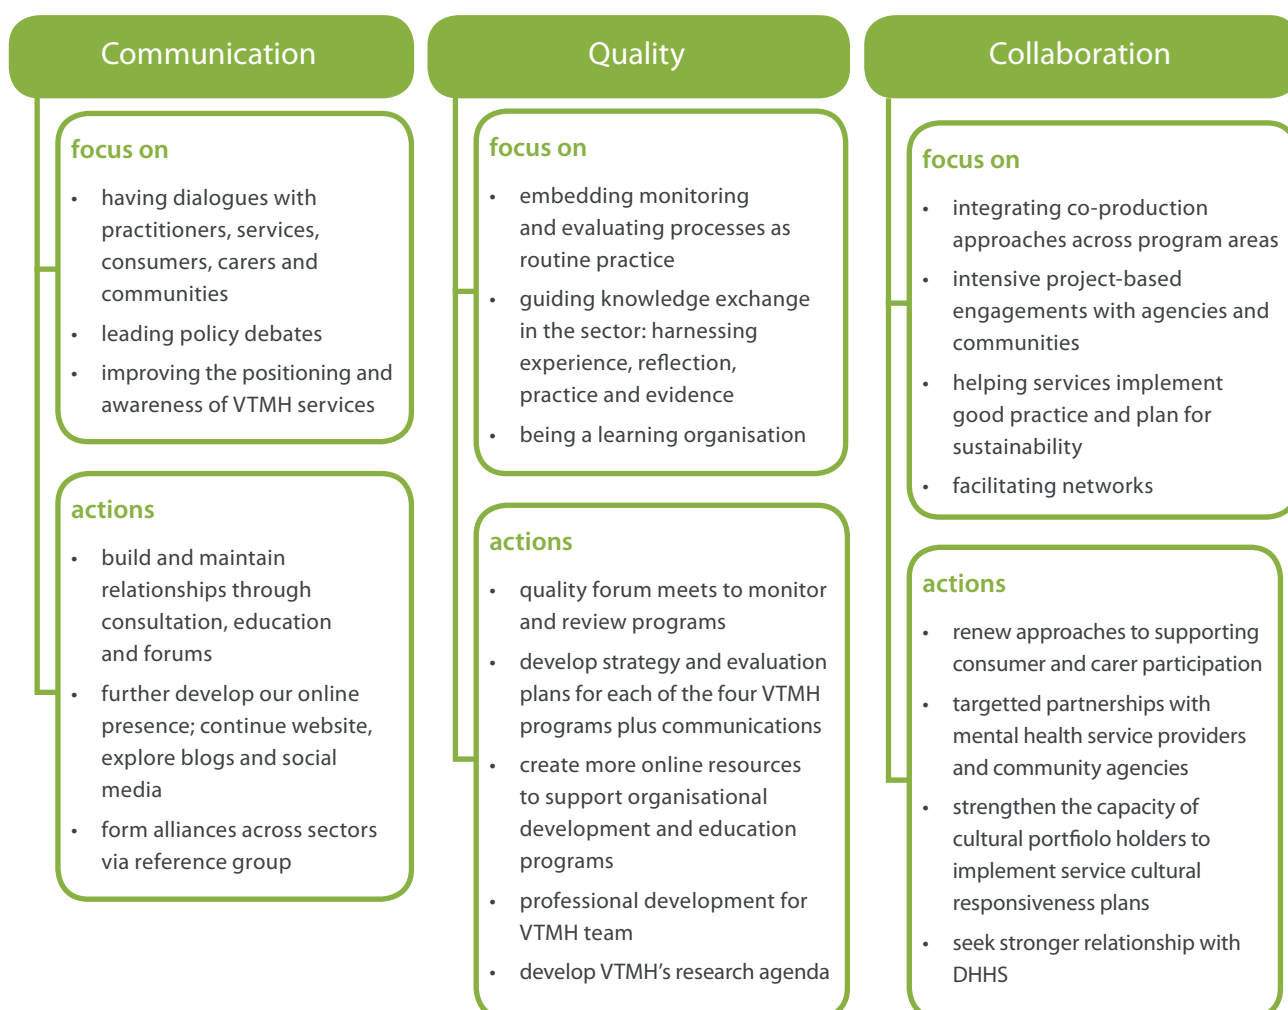 Communication
focus on
• having dialogues with
practitioners, services,
consumers, carers and
communities
• leading policy debates
• improving the positioning and
awareness of VTMH services
actions
• build and maintain
relationships through
consultation, education
and forums
• further develop our online
presence; continue website,
explore blogs and social
media
• form alliances across sectors
via reference group
Quality
focus on
• embedding monitoring
and evaluating processes as
routine practice
• guiding knowledge exchange
in the sector: harnessing
experience, reflection,
practice and evidence
• being a learning organisation
actions
• quality forum meets to monitor
and review programs
• develop strategy and evaluation
plans for each of the four VTMH
programs plus communications
• create more online resources
to support organisational
development and education
programs
• professional development for
VTMH team
• develop VTMH's research agenda
Collaboration
focus on
• integrating co-production
approaches across program areas
• intensive project-based
engagements with agencies and
communities
• helping services implement
good practice and plan for
sustainability
• facilitating networks
actions
• renew approaches to supporting
consumer and carer participation
• targetted partnerships with
mental health service providers
and community agencies
• strengthen the capacity of
cultural portfiolo holders to
implement service cultural
responsiveness plans
• seek stronger relationship with
DHHS